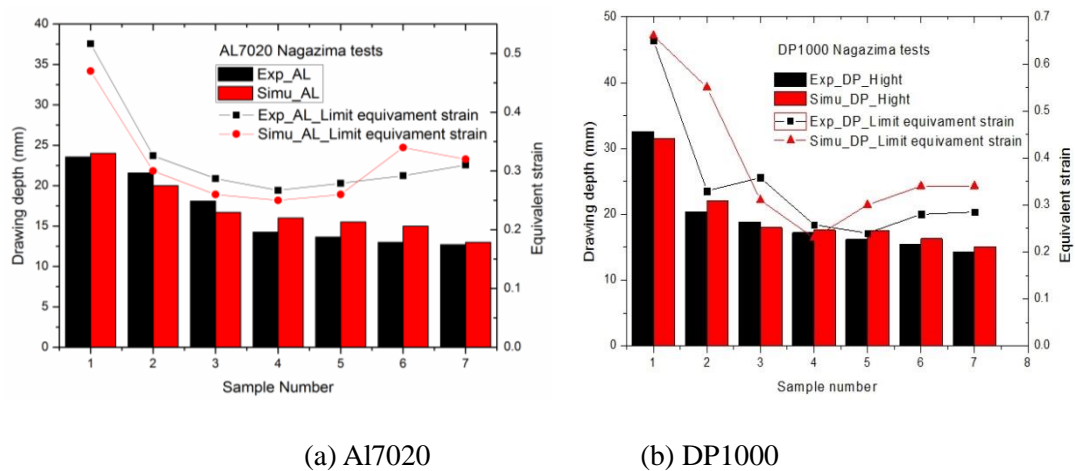 AL7020 Nagazima tests
Exp_AL
Simu_AL
Exp_AL_Limit equivament strain
Simu_AL_Limit equivament strain
Drawing depth (mm)
40
35
30
25
20
15
10
5
0
0.5
0.4
0.3
0.2
0.1
0.0
Equivalent strain
1 2 3 4 5 6 7
Sample Number
DP1000 Nagazima tests
Exp_DP_Hight
Simu_DP_Hight
Exp_DP_Limit equivament strain
Simu_DP_Limit equivament strain
Drawing depth (mm)
50
40
30
20
10
0
0.7
0.6
0.5
0.4
0.3
0.2
0.1
0.0
Equivalent strain
1 2 3 4 5 6 7 8
Sample number
(a) Al7020
(b) DP1000